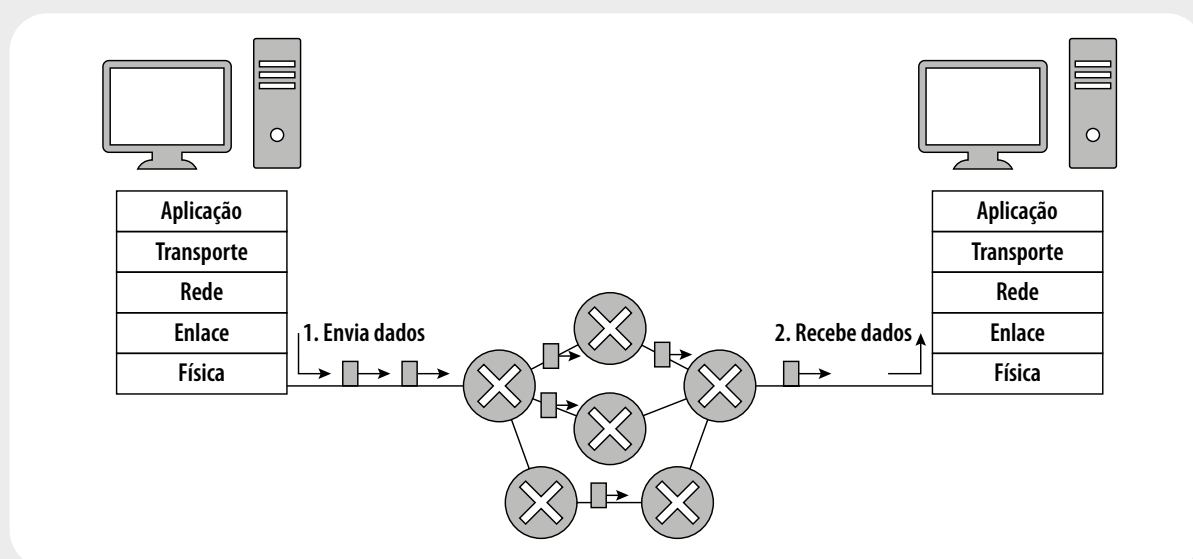 Aplicação
Transporte
Rede
Enlace
Física
1. Envia dados
2. Recebe dados
Aplicação
Transporte
Rede
Enlace
Física